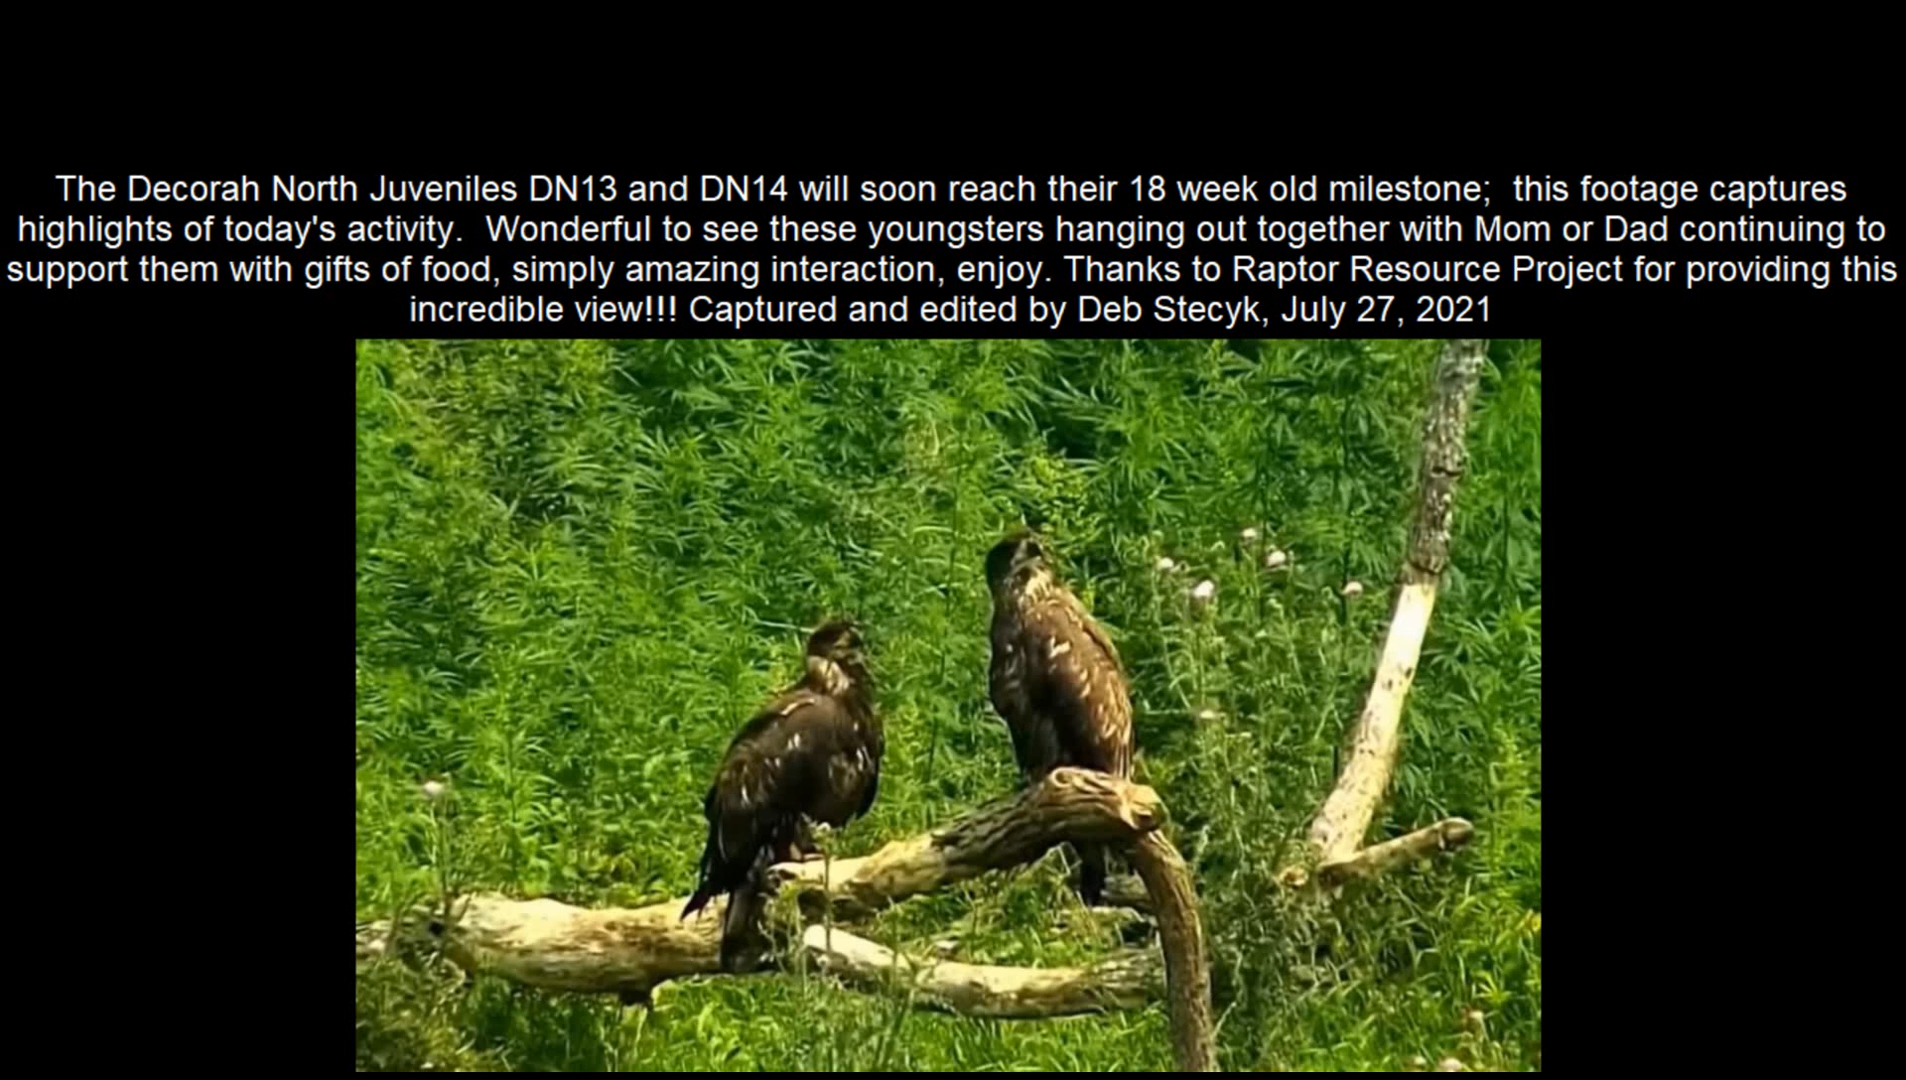 The Decorah North Juveniles DN13 and DN14 will soon reach their 18 week old milestone;  this footage captures
highlights of today's activity.  Wonderful to see these youngsters hanging out together with Mom or Dad continuing to
support them with gifts of food, simply amazing interaction, enjoy. Thanks to Raptor Resource Project for providing this
incredible view!!! Captured and edited by Deb Stecyk, July 27, 2021